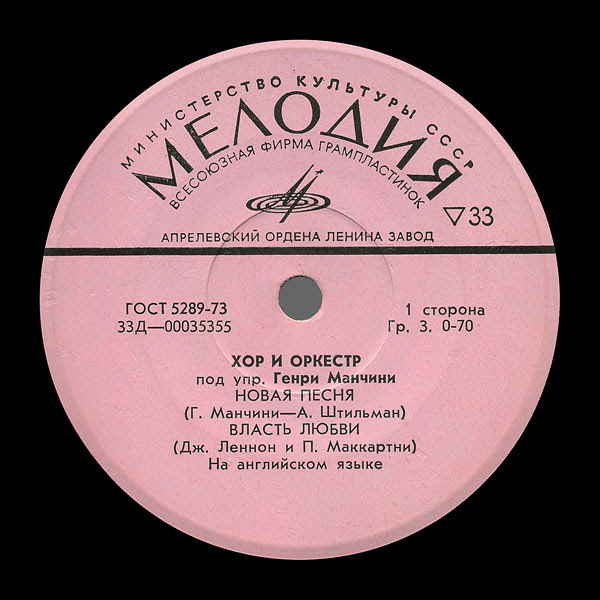 МИНИСТЕРСТВО КУЛЬТУРЫ СССР
МЕЛОДИЯ
ВСЕСОЮЗНАЯ ФИРМА ГРАМПЛАСТИНОК
▽33
АПРЕЛЕВСКИЙ ОРДЕНА ЛЕНИНА ЗАВОД
ГОСТ 5289-73
33Д—00035355
1 сторона
Гр. 3. 0-70
ХОР И ОРКЕСТР
под упр. Генри Манчини
НОВАЯ ПЕСНЯ
(Г. Манчини—А. Штильман)
ВЛАСТЬ ЛЮБВИ
(Дж. Леннон и П. Маккартни)
На английском языке